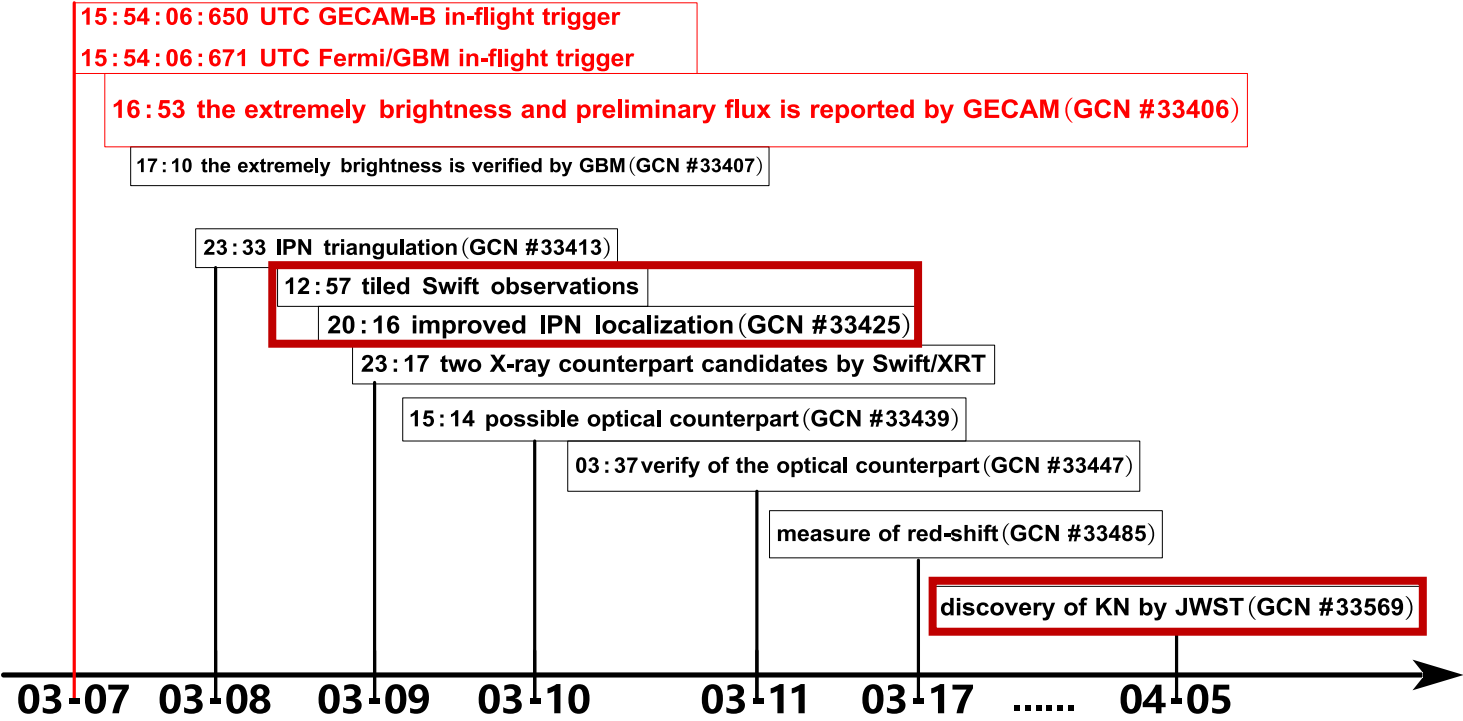 15:54:06:650 UTC GECAM-B in-flight trigger
15:54:06:671 UTC Fermi/GBM in-flight trigger
16:53 the extremely brightness and preliminary flux is reported by GECAM(GCN #33406)
17:10 the extremely brightness is verified by GBM(GCN #33407)
23:33 IPN triangulation(GCN #33413)
12:57 tiled Swift observations
20:16 improved IPN localization(GCN #33425)
23:17 two X-ray counterpart candidates by Swift/XRT
15:14 possible optical counterpart(GCN #33439)
03:37verify of the optical counterpart(GCN #33447)
measure of red-shift(GCN #33485)
discovery of KN by JWST(GCN #33569)
03-07 03-08 03-09 03-10 03-11 03-17 ...... 04-05